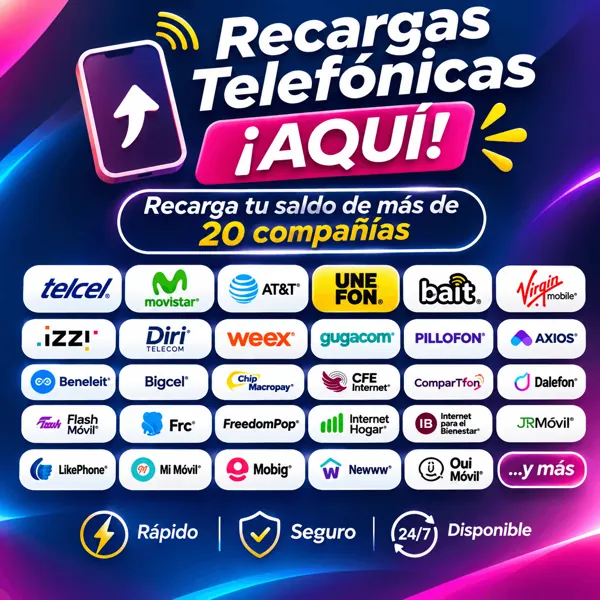 Recargas
Telefónicas
¡AQUÍ!
Recarga tu saldo de más de
20 compañías
telcel®
movistar®
AT&T®
UNE
FON®
bait®
Virgin
mobile®
izzi®
Diri®
TELECOM
weex®
gugacom®
PILLOFON®
AXIOS®
Beneleit®
Bigcel®
Chip
Macropay®
CFE
Internet®
ComparTfon®
Dalefon®
Flash
Flash
Móvil®
Frc®
FreedomPop®
Internet
Hogar®
IB
Internet
para el
Bienestar®
JRMóvil®
LikePhone®
Mi Móvil®
Mobig®
Newww®
Oui
Móvil®
...y más
Rápido
Seguro
24/7
Disponible